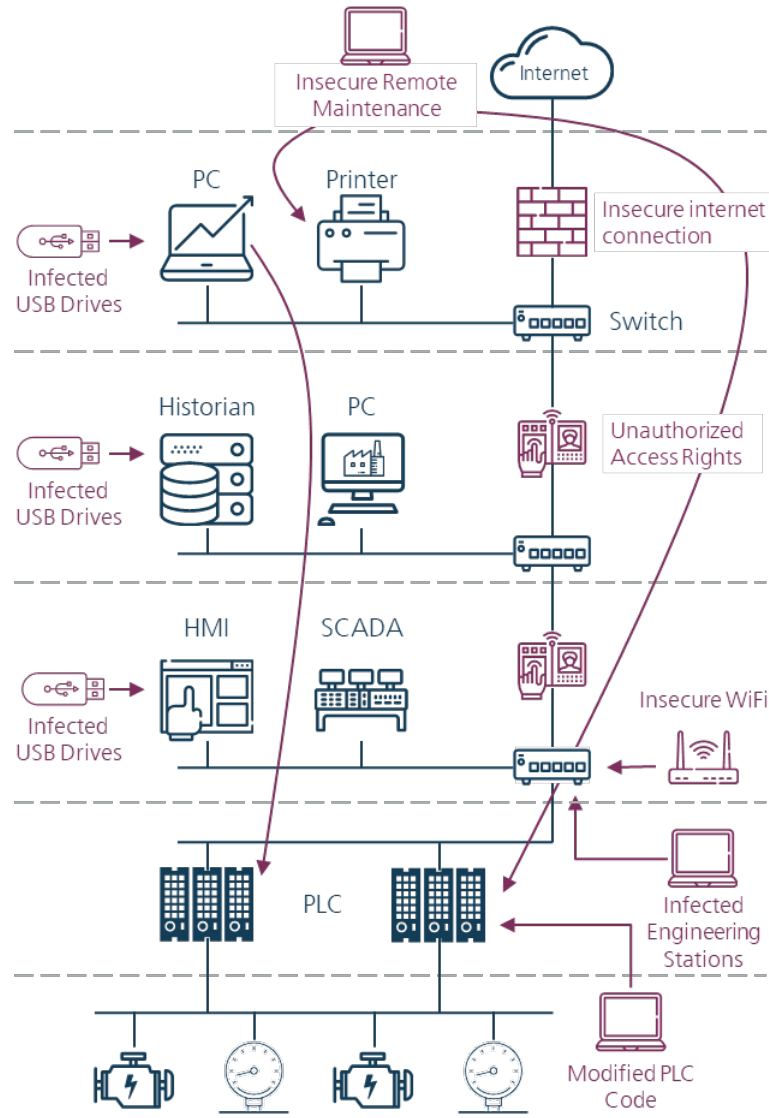 Internet
Insecure Remote
Maintenance
PC
Printer
Insecure internet
connection
Infected
USB Drives
Switch
Historian
PC
Unauthorized
Access Rights
Infected
USB Drives
HMI
SCADA
Insecure WiFi
Infected
USB Drives
PLC
Infected
Engineering
Stations
Modified PLC
Code